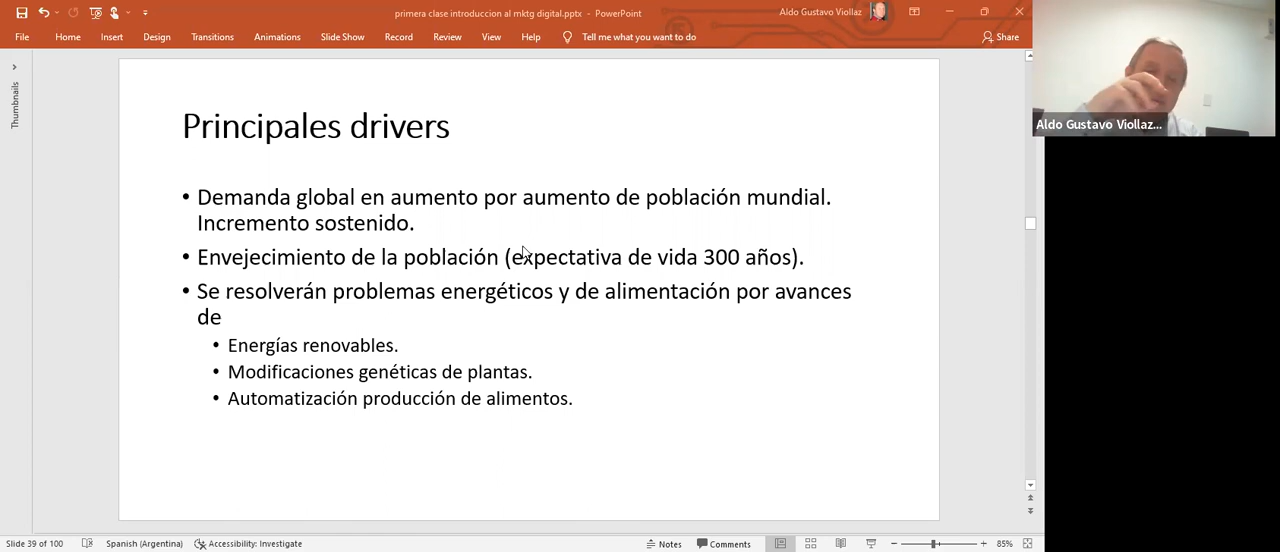 primera clase introduccion al mktg digital.pptx - PowerPoint
Aldo Gustavo Viollaz
File Home Insert Design Transitions Animations Slide Show Record Review View Help Tell me what you want to do Share
Thumbnails
Aldo Gustavo Viollaz...
Principales drivers
• Demanda global en aumento por aumento de población mundial.
Incremento sostenido.
• Envejecimiento de la población (expectativa de vida 300 años).
• Se resolverán problemas energéticos y de alimentación por avances
de
• Energías renovables.
• Modificaciones genéticas de plantas.
• Automatización producción de alimentos.
Slide 39 of 100 Spanish (Argentina) Accessibility: Investigate Notes Comments 85%